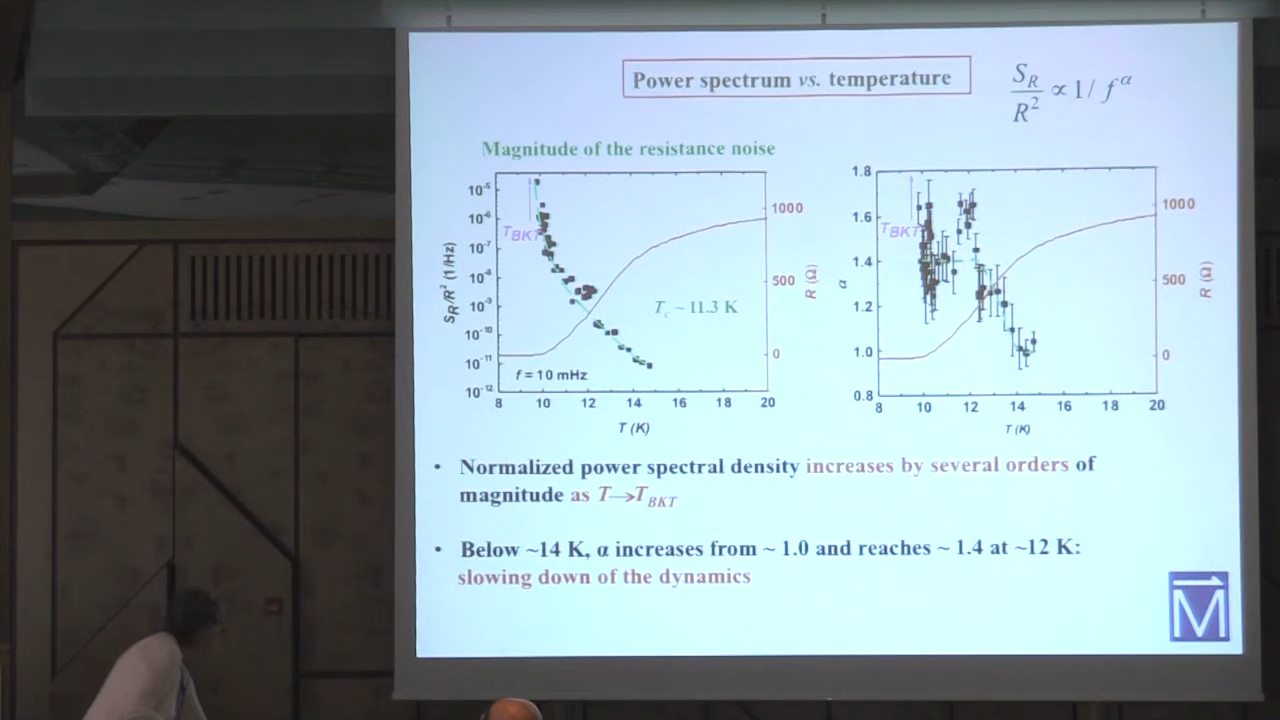 Power spectrum vs. temperature
S_R / R² ∝ 1/ f^α
Magnitude of the resistance noise
10⁻⁵
10⁻⁶
10⁻⁷
10⁻⁸
10⁻⁹
10⁻¹⁰
10⁻¹¹
10⁻¹²
S_R/R² (1/Hz)
T_BKT
T_c ~ 11.3 K
f = 10 mHz
1000
500
0
R (Ω)
8 10 12 14 16 18 20
T (K)
1.8
1.6
1.4
1.2
1.0
0.8
α
T_BKT
1000
500
0
R (Ω)
8 10 12 14 16 18 20
T (K)
• Normalized power spectral density increases by several orders of
magnitude as T→T_BKT
• Below ~14 K, α increases from ~ 1.0 and reaches ~ 1.4 at ~12 K:
slowing down of the dynamics
M